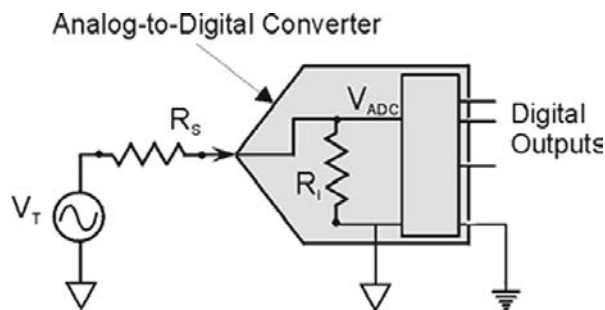 Analog-to-Digital Converter
V_ADC
R_S
Digital
Outputs
R_i
V_T